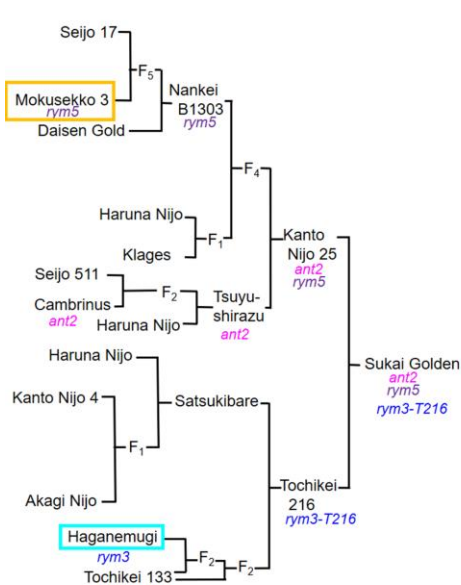 Seijo 17
F5
Mokusekko 3
rym5
Nankei
B1303
rym5
Daisen Gold
F4
Haruna Nijo
F1
Klages
Kanto
Nijo 25
ant2
rym5
Seijo 511
F2
Cambrinus
ant2
Tsuyu-
shirazu
ant2
Haruna Nijo
Haruna Nijo
Sukai Golden
ant2
rym5
rym3-T216
Kanto Nijo 4
Satsukibare
F1
Akagi Nijo
Tochikei
216
rym3-T216
Haganemugi
rym3
F2
F2
Tochikei 133